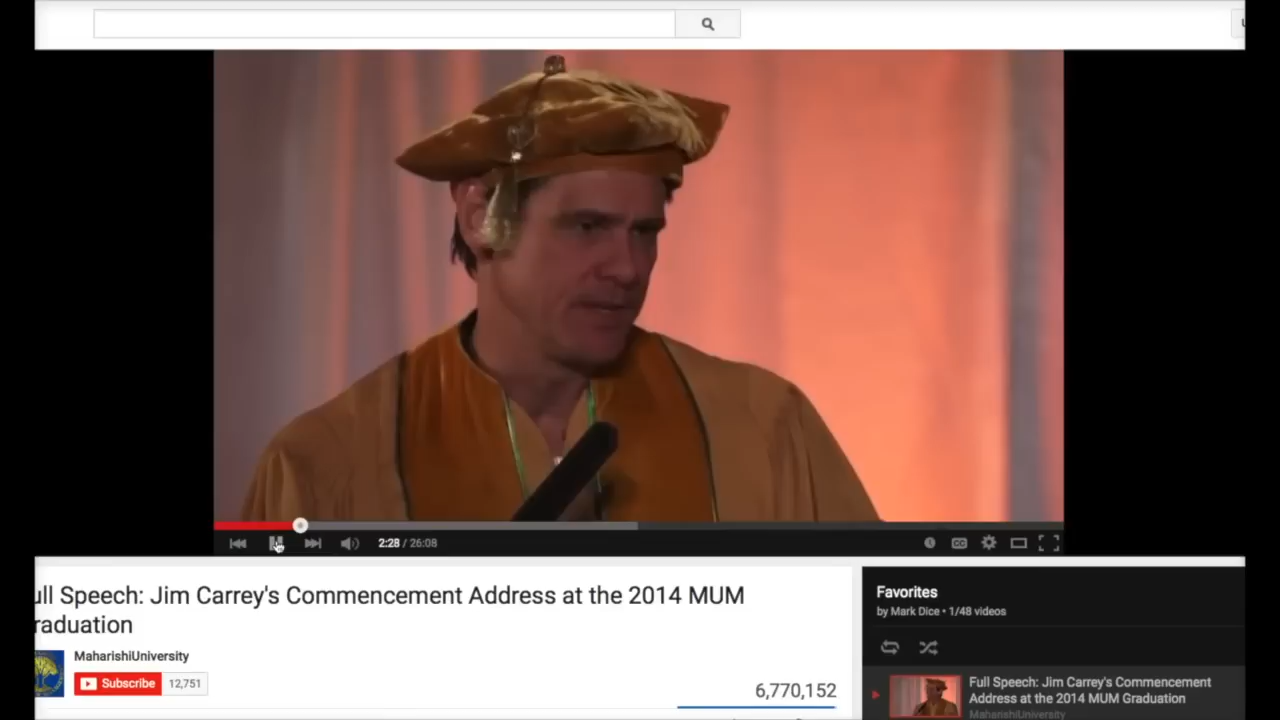 2:28 / 26:08
CC
ull Speech: Jim Carrey's Commencement Address at the 2014 MUM
raduation
MaharishiUniversity
Subscribe 12,751
6,770,152
Favorites
by Mark Dice • 1/48 videos
Full Speech: Jim Carrey's Commencement
Address at the 2014 MUM Graduation
MaharishiUniversity